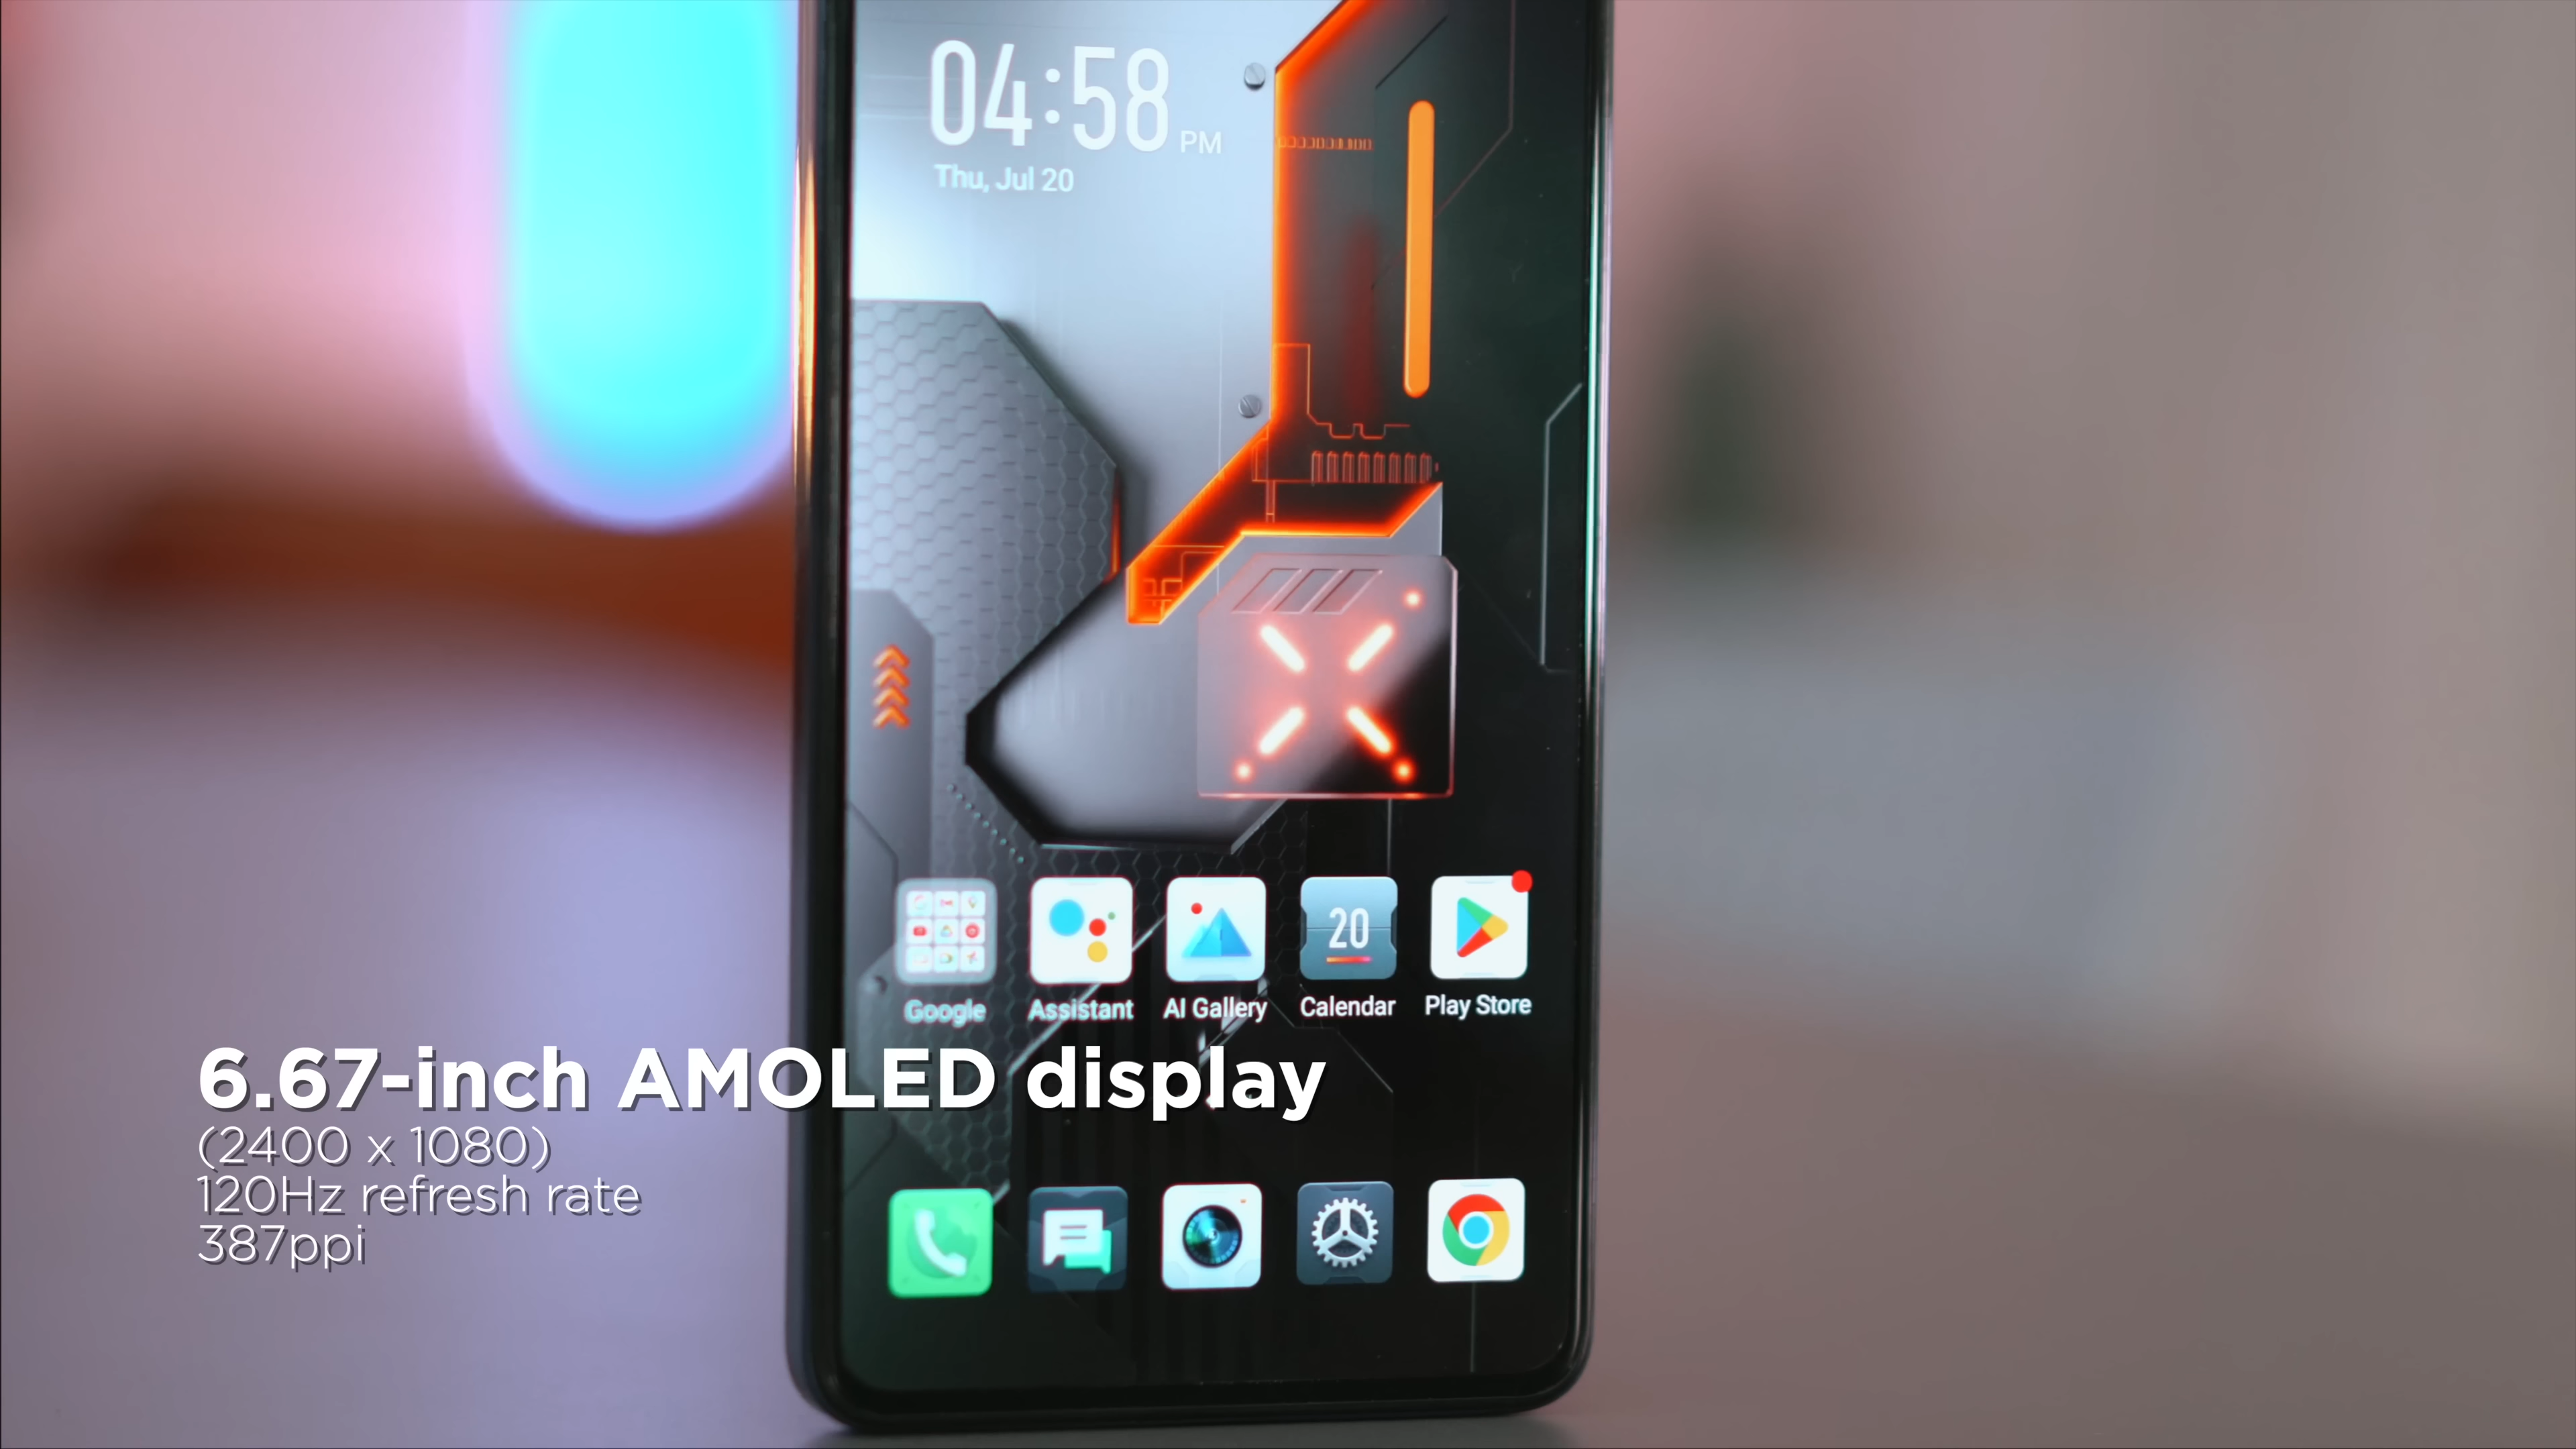 04:58 PM
Thu, Jul 20
20
Google
Assistant
AI Gallery
Calendar
Play Store
6.67-inch AMOLED display
(2400 x 1080)
120Hz refresh rate
387ppi